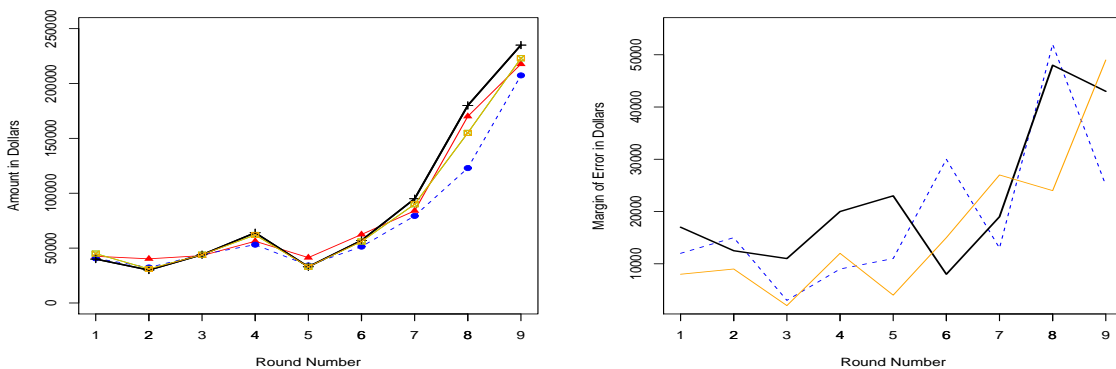 Amount in Dollars
0 50000 100000 150000 200000 250000
1 2 3 4 5 6 7 8 9
Round Number
Margin of Error in Dollars
10000 20000 30000 40000 50000
1 2 3 4 5 6 7 8 9
Round Number